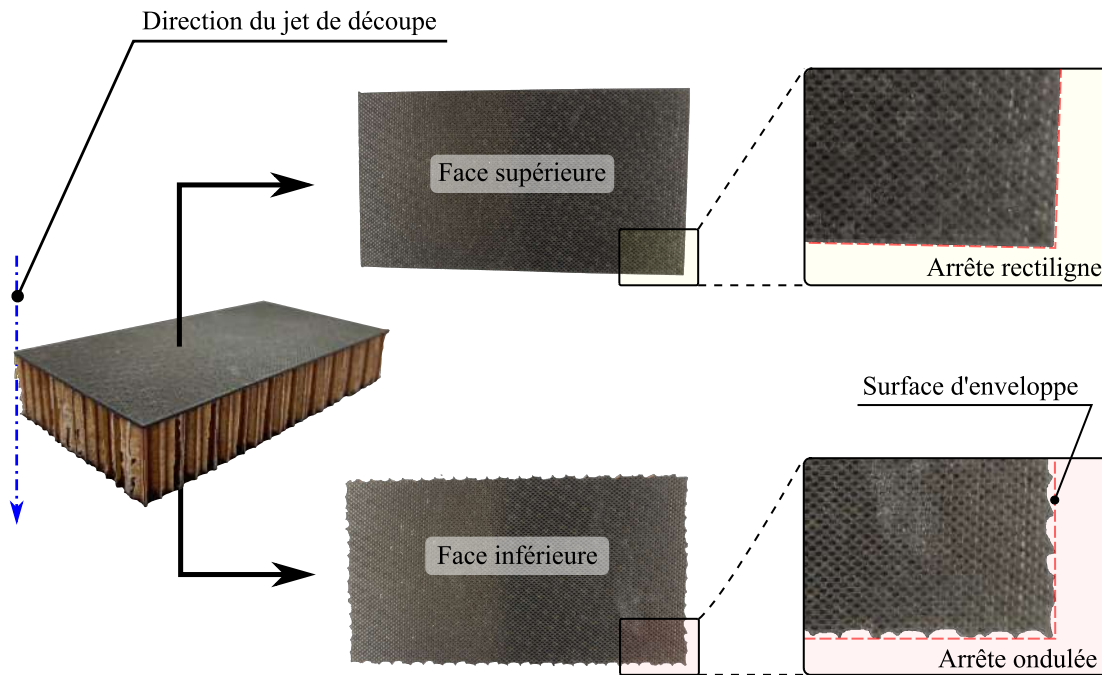 Direction du jet de découpe
Face supérieure
Arrête rectiligne
Surface d'enveloppe
Face inférieure
Arrête ondulée